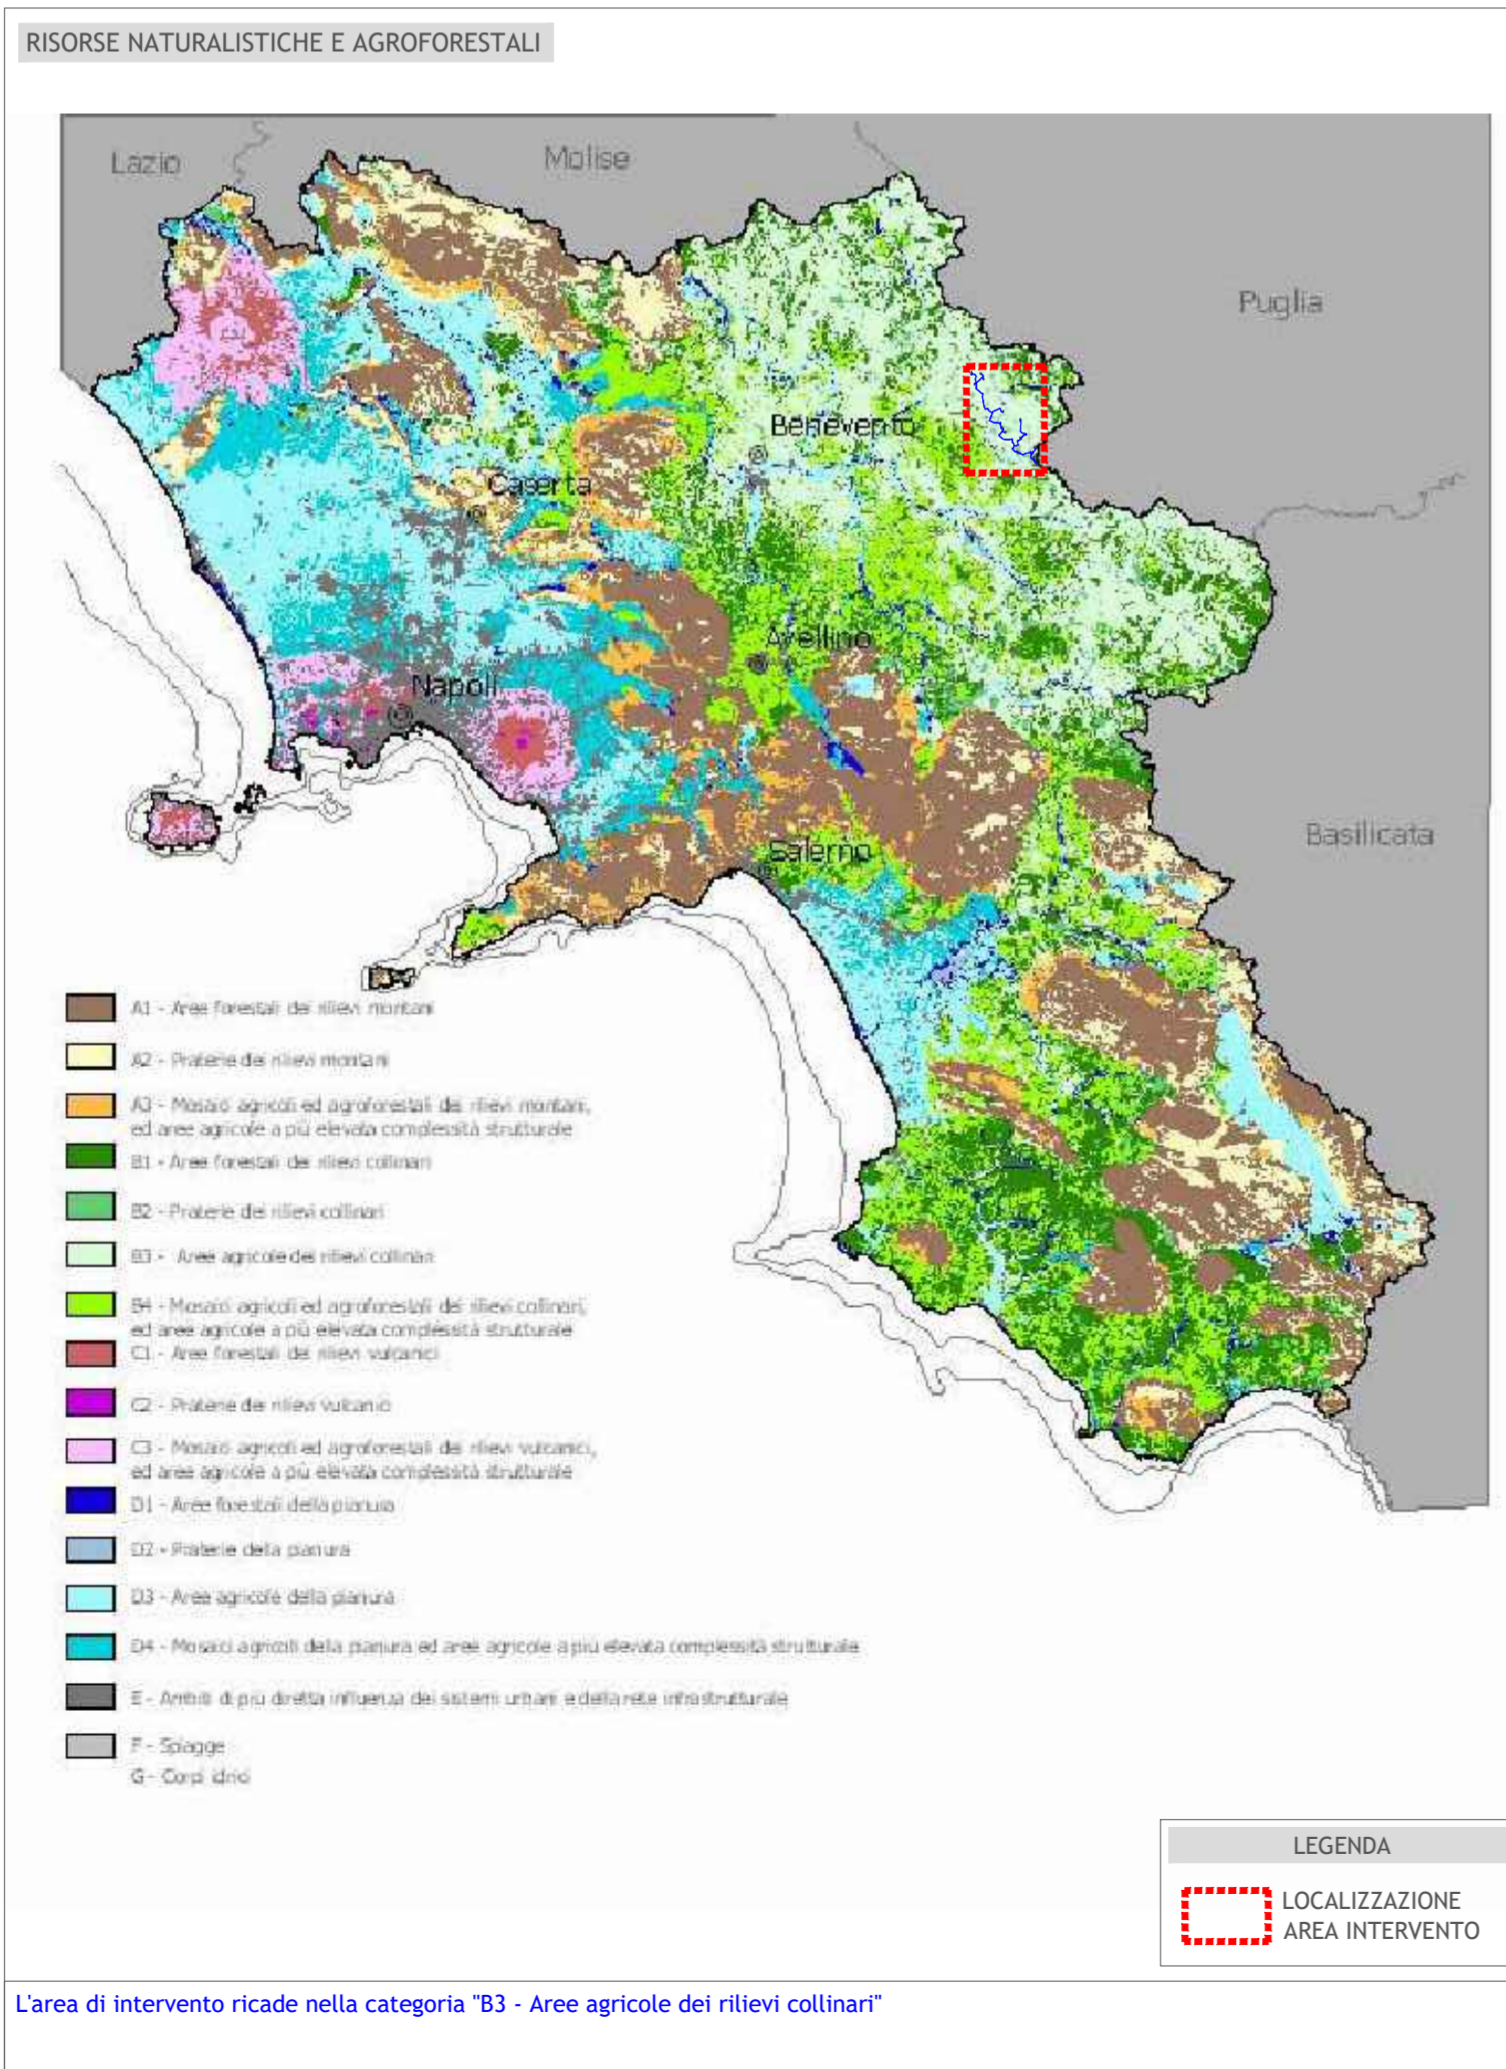 RISORSE NATURALISTICHE E AGROFORESTALI
Lazio
Molise
Puglia
Benevento
Caserta
Avellino
Napoli
Salerno
Basilicata
A1 - Aree forestali dei rilievi montani
A2 - Praterie dei rilievi montani
A3 - Mosaici agricoli ed agroforestali dei rilievi montani,
ed aree agricole a più elevata complessità strutturale
B1 - Aree forestali dei rilievi collinari
B2 - Praterie dei rilievi collinari
B3 - Aree agricole dei rilievi collinari
B4 - Mosaici agricoli ed agroforestali dei rilievi collinari,
ed aree agricole a più elevata complessità strutturale
C1 - Aree forestali dei rilievi vulcanici
C2 - Praterie dei rilievi vulcanici
C3 - Mosaici agricoli ed agroforestali dei rilievi vulcanici,
ed aree agricole a più elevata complessità strutturale
D1 - Aree forestali della pianura
D2 - Praterie della pianura
D3 - Aree agricole della pianura
D4 - Mosaici agricoli della pianura ed aree agricole a più elevata complessità strutturale
E - Ambiti di più diretta influenza dei sistemi urbani e della rete infrastrutturale
F - Spiagge
G - Corpi idrici
LEGENDA
LOCALIZZAZIONE
AREA INTERVENTO
L'area di intervento ricade nella categoria "B3 - Aree agricole dei rilievi collinari"